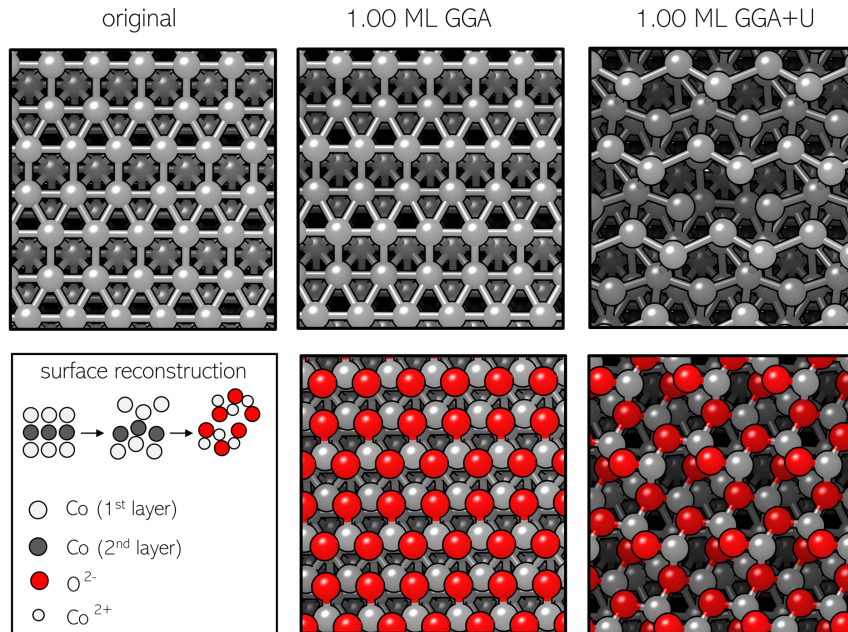 original
1.00 ML GGA
1.00 ML GGA+U
surface reconstruction
Co (1st layer)
Co (2nd layer)
O2-
Co2+